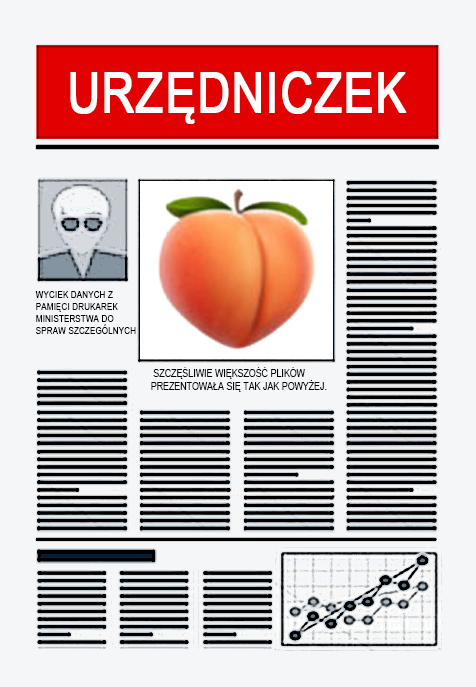 URZĘDNICZEK
WYCIEK DANYCH Z
PAMIĘCI DRUKAREK
MINISTERSTWA DO
SPRAW SZCZEGÓLNYCH
SZCZĘŚLIWIE WIĘKSZOŚĆ PLIKÓW
PREZENTOWAŁA SIĘ TAK JAK POWYŻEJ.